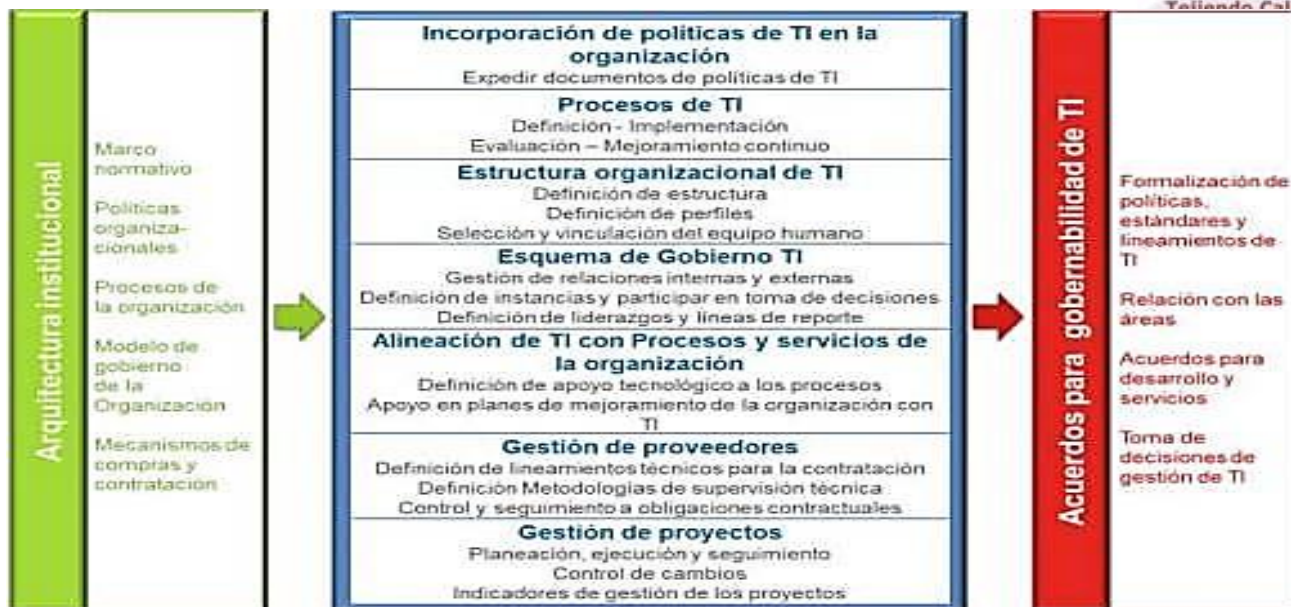 Tejiendo Cal
Arquitectura institucional
Marco
normativo
Políticas
organiza-
cionales
Procesos de
la organización
Modelo de
gobierno
de la
Organización
Mecanismos de
compras y
contratación
Incorporación de políticas de TI en la
organización
Expedir documentos de políticas de TI
Procesos de TI
Definición - Implementación
Evaluación – Mejoramiento continuo
Estructura organizacional de TI
Definición de estructura
Definición de perfiles
Selección y vinculación del equipo humano
Esquema de Gobierno TI
Gestión de relaciones internas y externas
Definición de instancias y participar en toma de decisiones
Definición de liderazgos y líneas de reporte
Alineación de TI con Procesos y servicios de
la organización
Definición de apoyo tecnológico a los procesos
Apoyo en planes de mejoramiento de la organización con
TI
Gestión de proveedores
Definición de lineamientos técnicos para la contratación
Definición Metodologías de supervisión técnica
Control y seguimiento a obligaciones contractuales
Gestión de proyectos
Planeación, ejecución y seguimiento
Control de cambios
Indicadores de gestión de los proyectos
Acuerdos para gobernabilidad de TI
Formalización de
políticas,
estándares y
lineamientos de
TI
Relación con las
áreas
Acuerdos para
desarrollo y
servicios
Toma de
decisiones de
gestión de TI